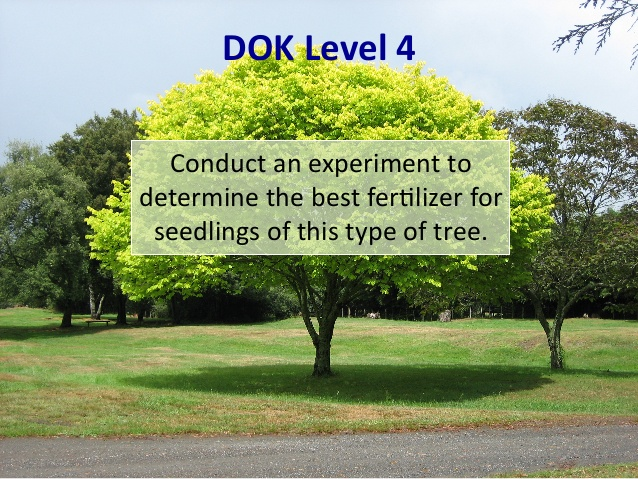 DOK Level 4
Conduct an experiment to
determine the best fertilizer for
seedlings of this type of tree.